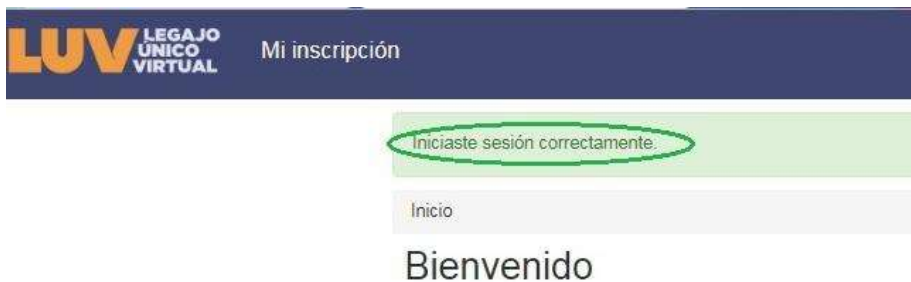 LUV LEGAJO
ÚNICO
VIRTUAL
Mi inscripción
Iniciaste sesión correctamente.
Inicio
Bienvenido